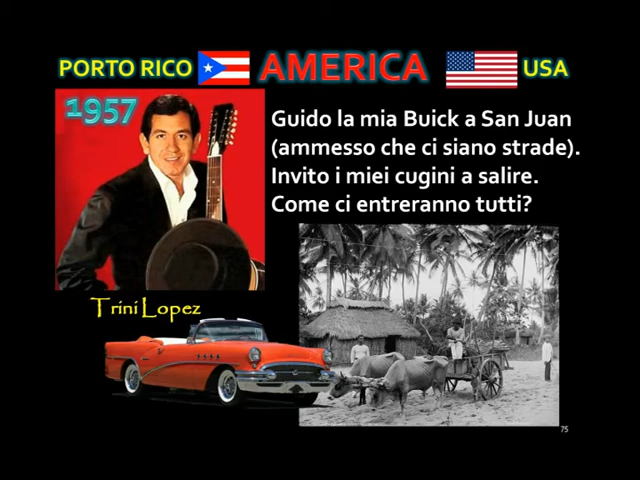 PORTO RICO AMERICA USA
1957
Guido la mia Buick a San Juan
(ammesso che ci siano strade).
Invito i miei cugini a salire.
Come ci entreranno tutti?
Trini Lopez
75